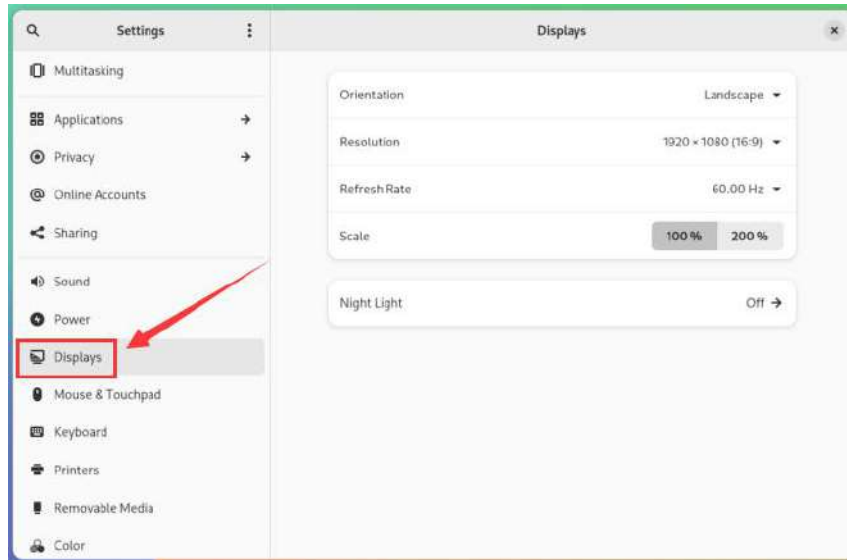 Settings
Displays
Multitasking
Applications
Privacy
Online Accounts
Sharing
Sound
Power
Displays
Mouse & Touchpad
Keyboard
Printers
Removable Media
Color
Orientation
Landscape
Resolution
1920 × 1080 (16:9)
Refresh Rate
60.00 Hz
Scale
100 %
200 %
Night Light
Off